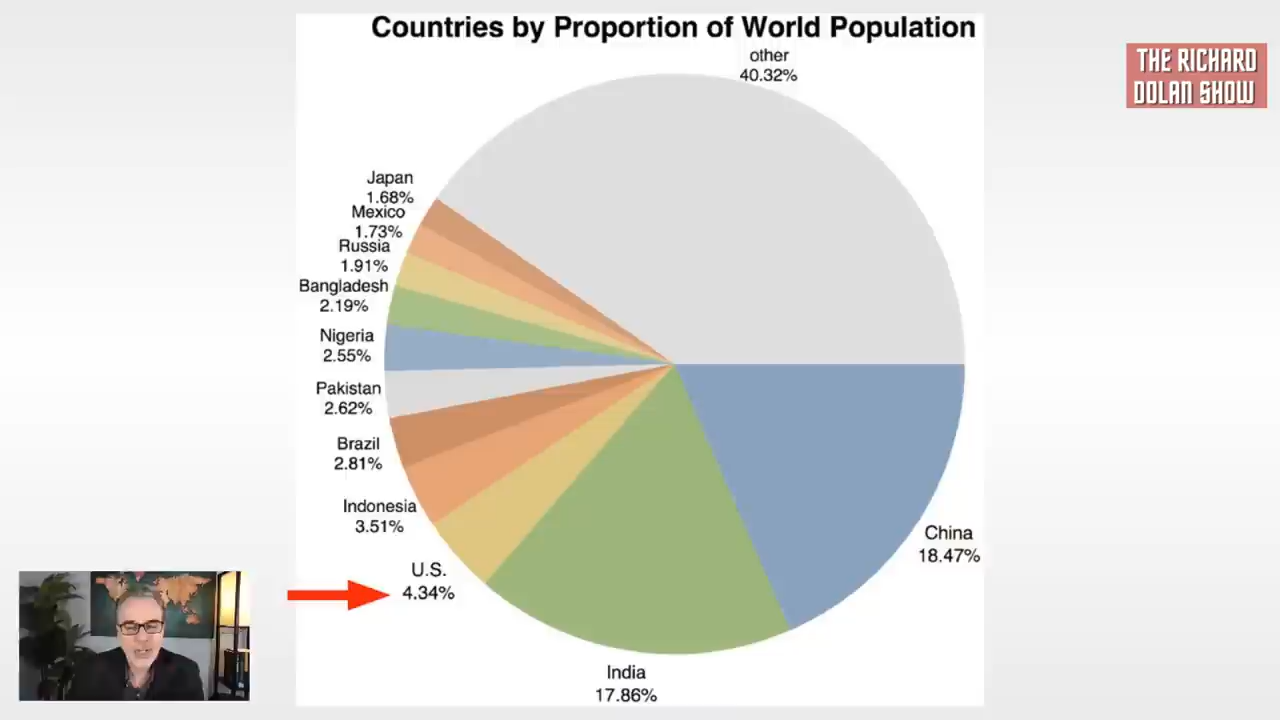 Countries by Proportion of World Population
THE RICHARD
DOLAN SHOW
other
40.32%
Japan
1.68%
Mexico
1.73%
Russia
1.91%
Bangladesh
2.19%
Nigeria
2.55%
Pakistan
2.62%
Brazil
2.81%
Indonesia
3.51%
U.S.
4.34%
India
17.86%
China
18.47%